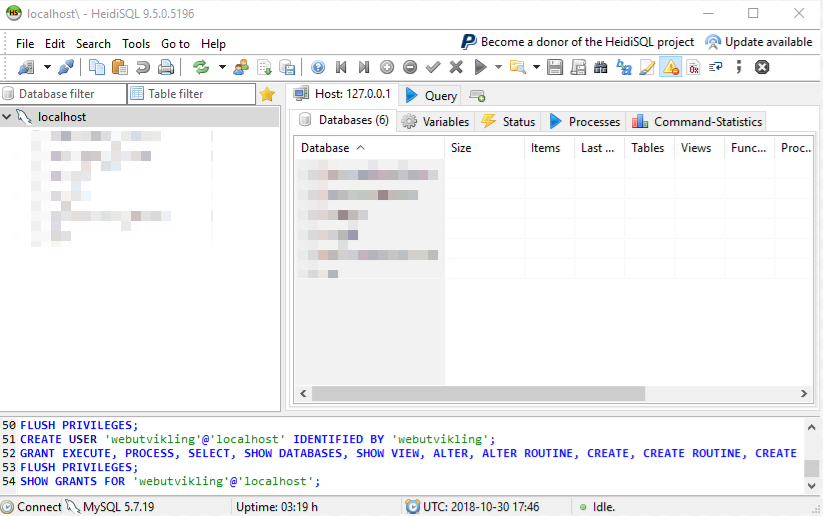 localhost\ - HeidiSQL 9.5.0.5196
File Edit Search Tools Go to Help Become a donor of the HeidiSQL project Update available
Database filter Table filter Host: 127.0.0.1 Query
localhost Databases (6) Variables Status Processes Command-Statistics
Database Size Items Last ... Tables Views Func... Proc...
50 FLUSH PRIVILEGES;
51 CREATE USER 'webutvikling'@'localhost' IDENTIFIED BY 'webutvikling';
52 GRANT EXECUTE, PROCESS, SELECT, SHOW DATABASES, SHOW VIEW, ALTER, ALTER ROUTINE, CREATE, CREATE ROUTINE, CREATE
53 FLUSH PRIVILEGES;
54 SHOW GRANTS FOR 'webutvikling'@'localhost';
Connect MySQL 5.7.19 Uptime: 03:19 h UTC: 2018-10-30 17:46 Idle.